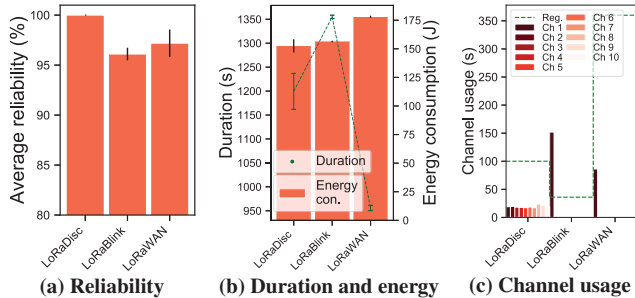 Average reliability (%)
100
95
90
85
80
LoRaDisc
LoRaBlink
LoRaWAN
(a) Reliability
Duration (s)
1350
1300
1250
1200
1150
1100
1050
1000
950
Duration
Energy
con.
Energy consumption (J)
175
150
125
100
75
50
25
0
LoRaDisc
LoRaBlink
LoRaWAN
(b) Duration and energy
Channel usage (s)
350
300
250
200
150
100
50
0
Reg.
Ch 1
Ch 2
Ch 3
Ch 4
Ch 5
Ch 6
Ch 7
Ch 8
Ch 9
Ch 10
LoRaDisc
LoRaBlink
LoRaWAN
(c) Channel usage